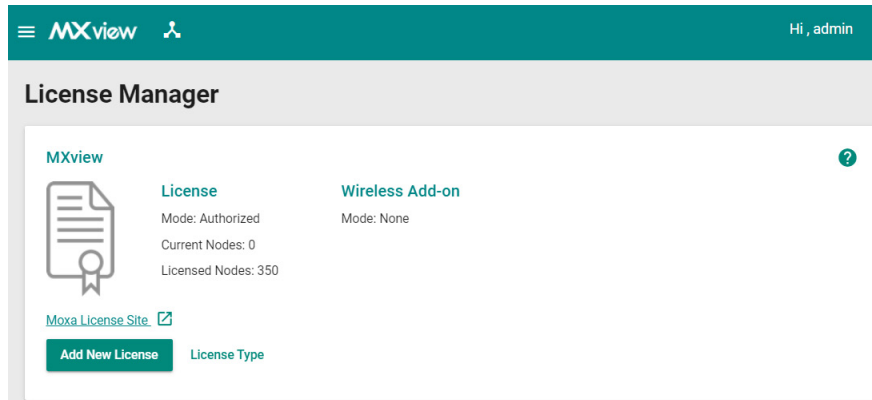 MXview
Hi , admin
License Manager
MXview
License
Wireless Add-on
Mode: Authorized
Mode: None
Current Nodes: 0
Licensed Nodes: 350
Moxa License Site
Add New License
License Type